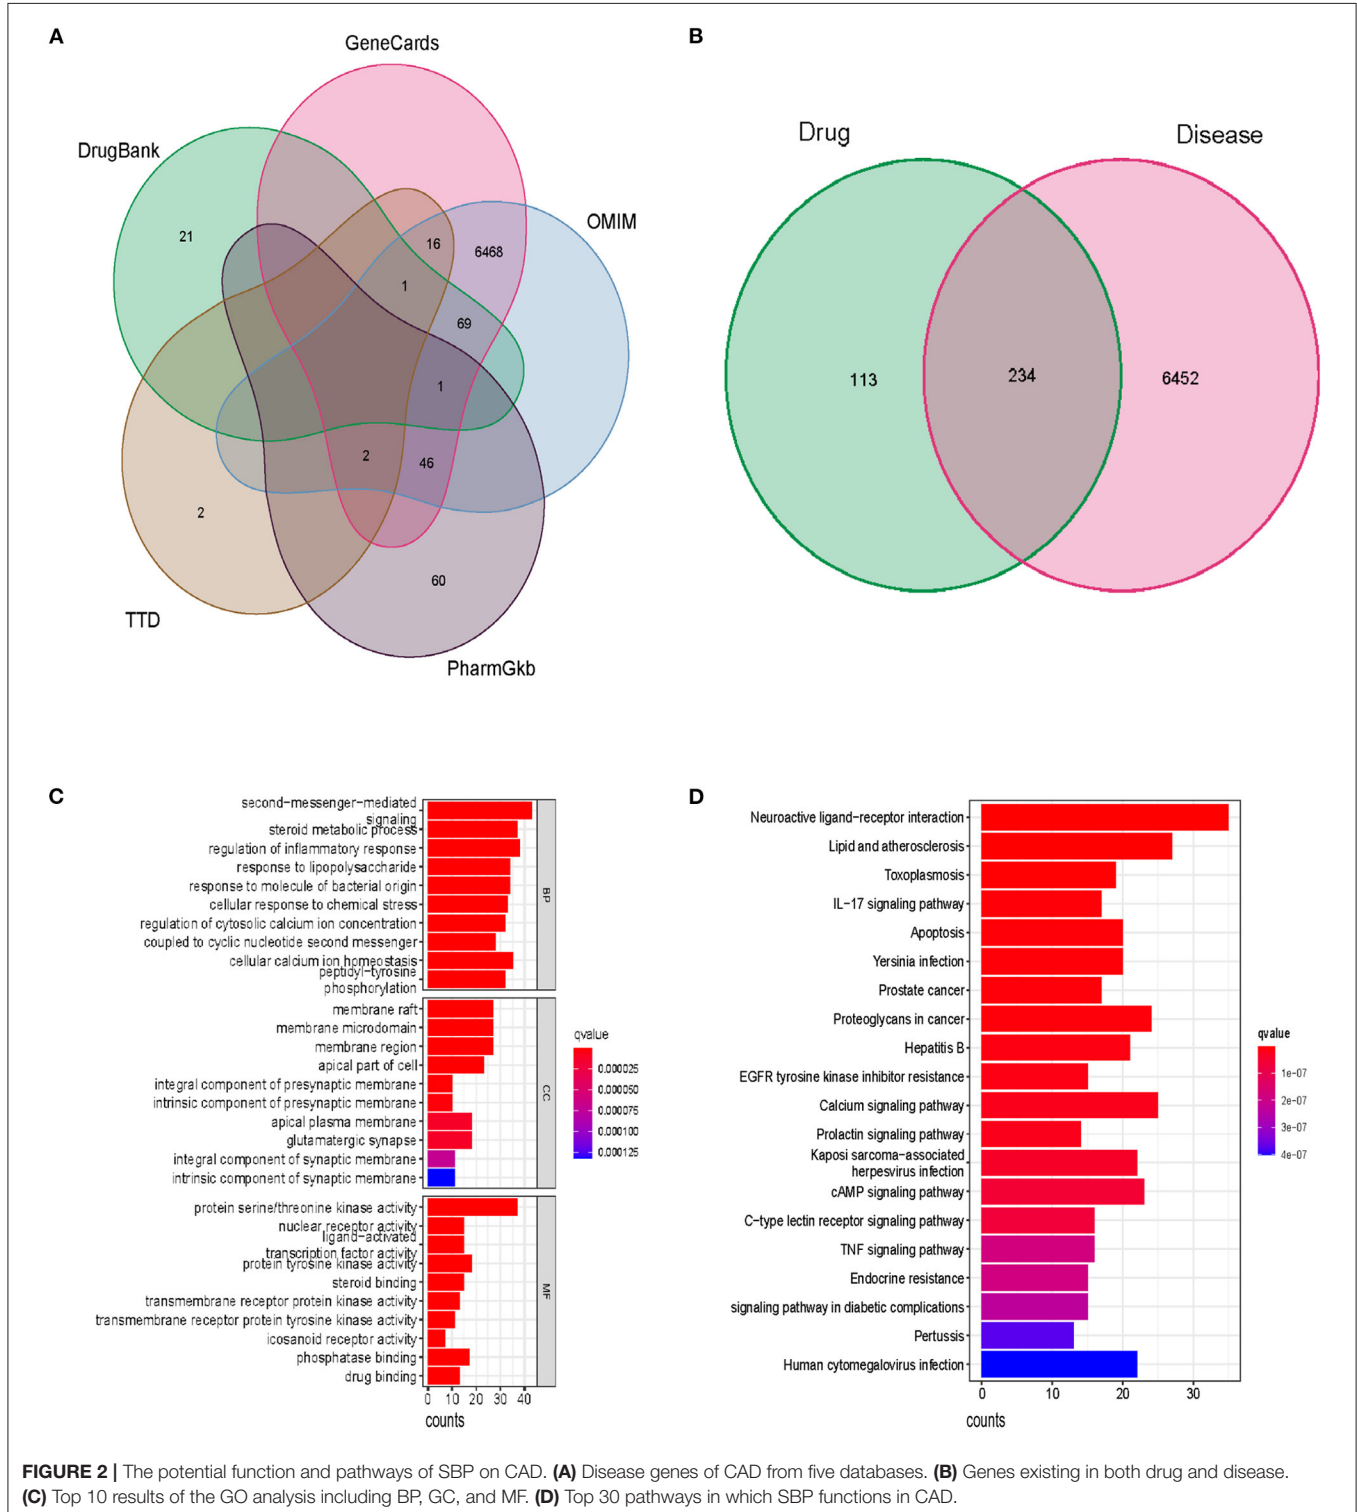 A
GeneCards
DrugBank
OMIM
21
16
6468
1
69
1
2
46
2
60
TTD
PharmGkb
B
Drug
Disease
113
234
6452
C
second-messenger-mediated
signaling
steroid metabolic process
regulation of inflammatory response
response to lipopolysaccharide
response to molecule of bacterial origin
cellular response to chemical stress
regulation of cytosolic calcium ion concentration
coupled to cyclic nucleotide second messenger
cellular calcium ion homeostasis
peptidyl-tyrosine
phosphorylation
BP
membrane raft
membrane microdomain
membrane region
apical part of cell
integral component of presynaptic membrane
intrinsic component of presynaptic membrane
apical plasma membrane
glutamatergic synapse
integral component of synaptic membrane
intrinsic component of synaptic membrane
CC
protein serine/threonine kinase activity
nuclear receptor activity
ligand-activated
transcription factor activity
protein tyrosine kinase activity
steroid binding
transmembrane receptor protein kinase activity
transmembrane receptor protein tyrosine kinase activity
icosanoid receptor activity
phosphatase binding
drug binding
MF
0 10 20 30 40
counts
qvalue
0.000025
0.000050
0.000075
0.000100
0.000125
D
Neuroactive ligand-receptor interaction
Lipid and atherosclerosis
Toxoplasmosis
IL-17 signaling pathway
Apoptosis
Yersinia infection
Prostate cancer
Proteoglycans in cancer
Hepatitis B
EGFR tyrosine kinase inhibitor resistance
Calcium signaling pathway
Prolactin signaling pathway
Kaposi sarcoma-associated
herpesvirus infection
cAMP signaling pathway
C-type lectin receptor signaling pathway
TNF signaling pathway
Endocrine resistance
signaling pathway in diabetic complications
Pertussis
Human cytomegalovirus infection
0 10 20 30
counts
qvalue
1e-07
2e-07
3e-07
4e-07
FIGURE 2 | The potential function and pathways of SBP on CAD. (A) Disease genes of CAD from five databases. (B) Genes existing in both drug and disease.
(C) Top 10 results of the GO analysis including BP, GC, and MF. (D) Top 30 pathways in which SBP functions in CAD.